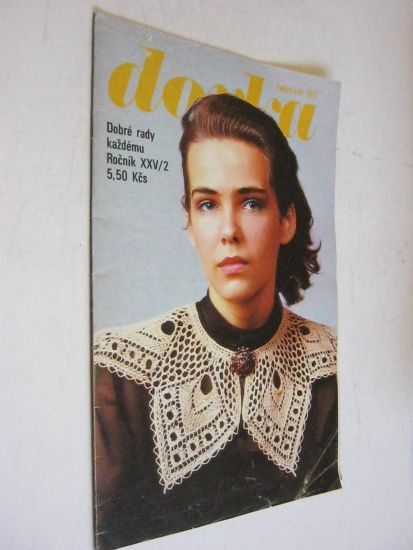 február 90
dorka
Dobré rady
každému
Ročník XXV/2
5,50 Kčs